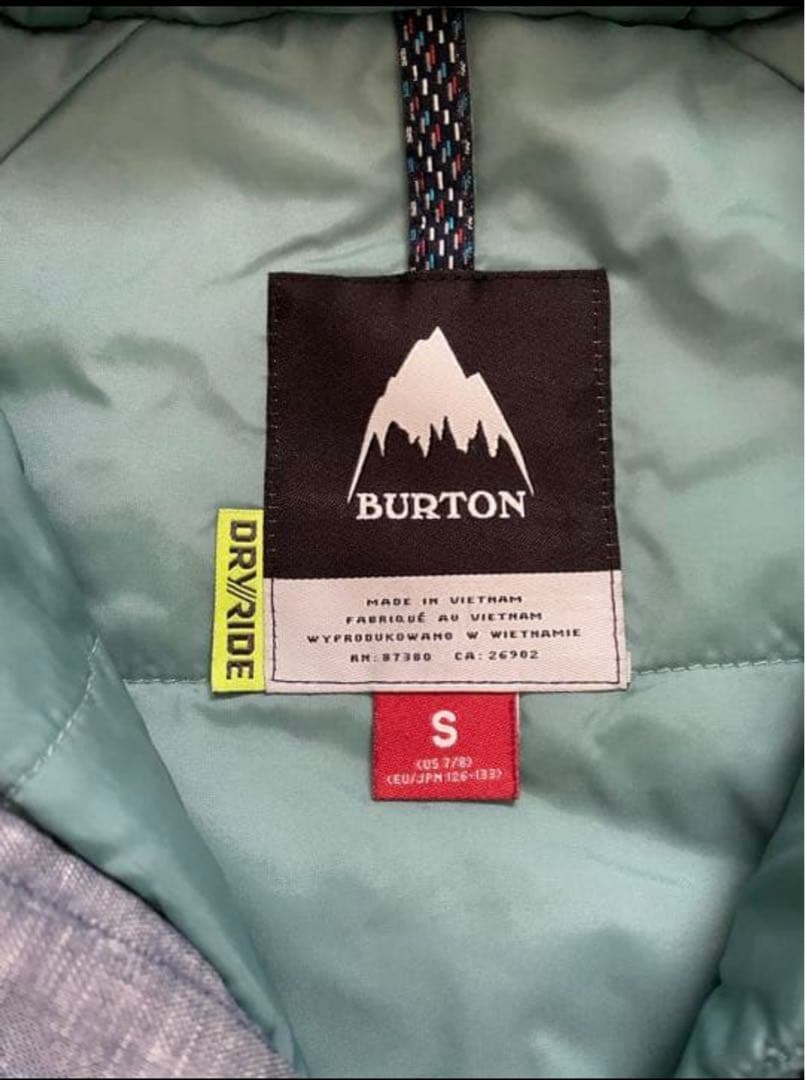 BURTON
DRY//RIDE
MADE IN VIETNAM
FABRIQUÉ AU VIETNAM
WYPRODUKOWANO W WIETNAMIE
RN: 87380 CA: 26902
S
(US 7/8)
(EU/JPN 126-133)